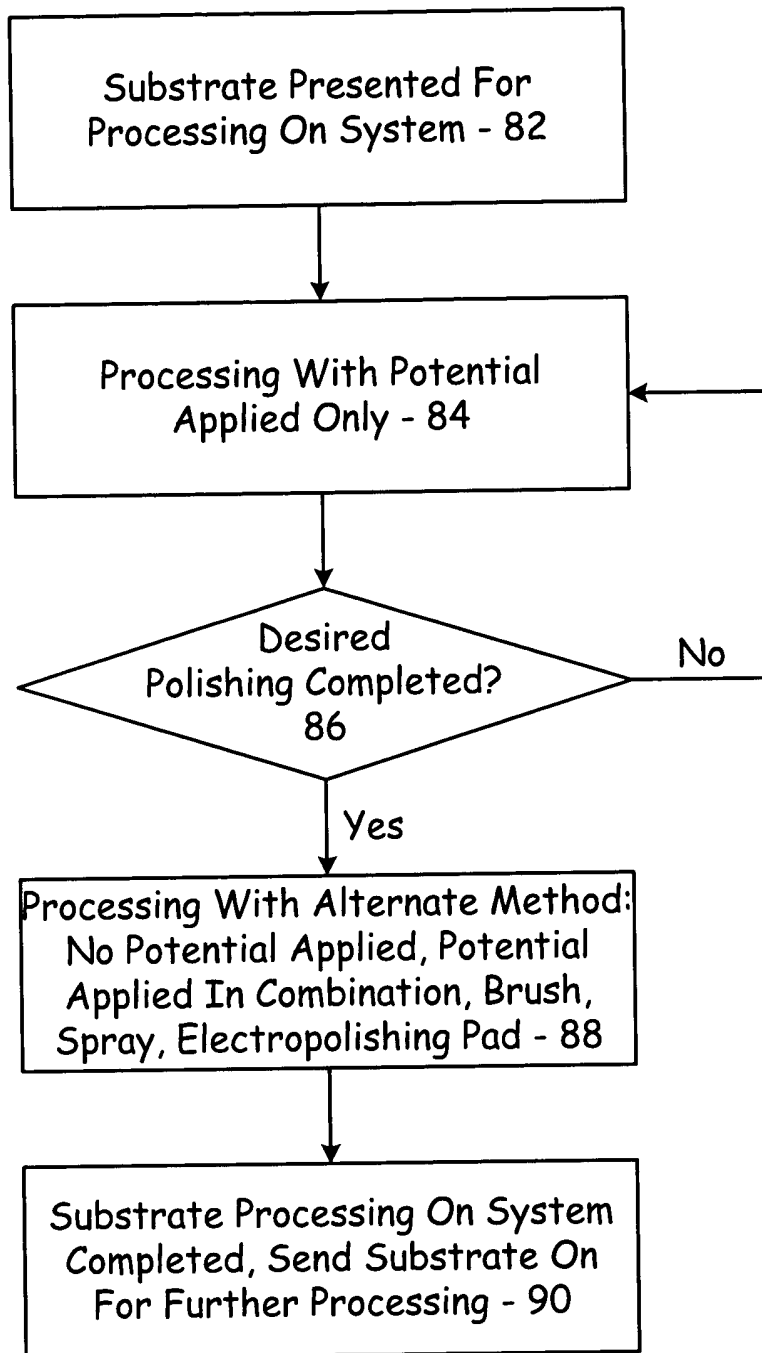 Substrate Presented For
Processing On System - 82
Processing With Potential
Applied Only - 84
Desired
Polishing Completed?
86
No
Yes
Processing With Alternate Method:
No Potential Applied, Potential
Applied In Combination, Brush,
Spray, Electropolishing Pad - 88
Substrate Processing On System
Completed, Send Substrate On
For Further Processing - 90